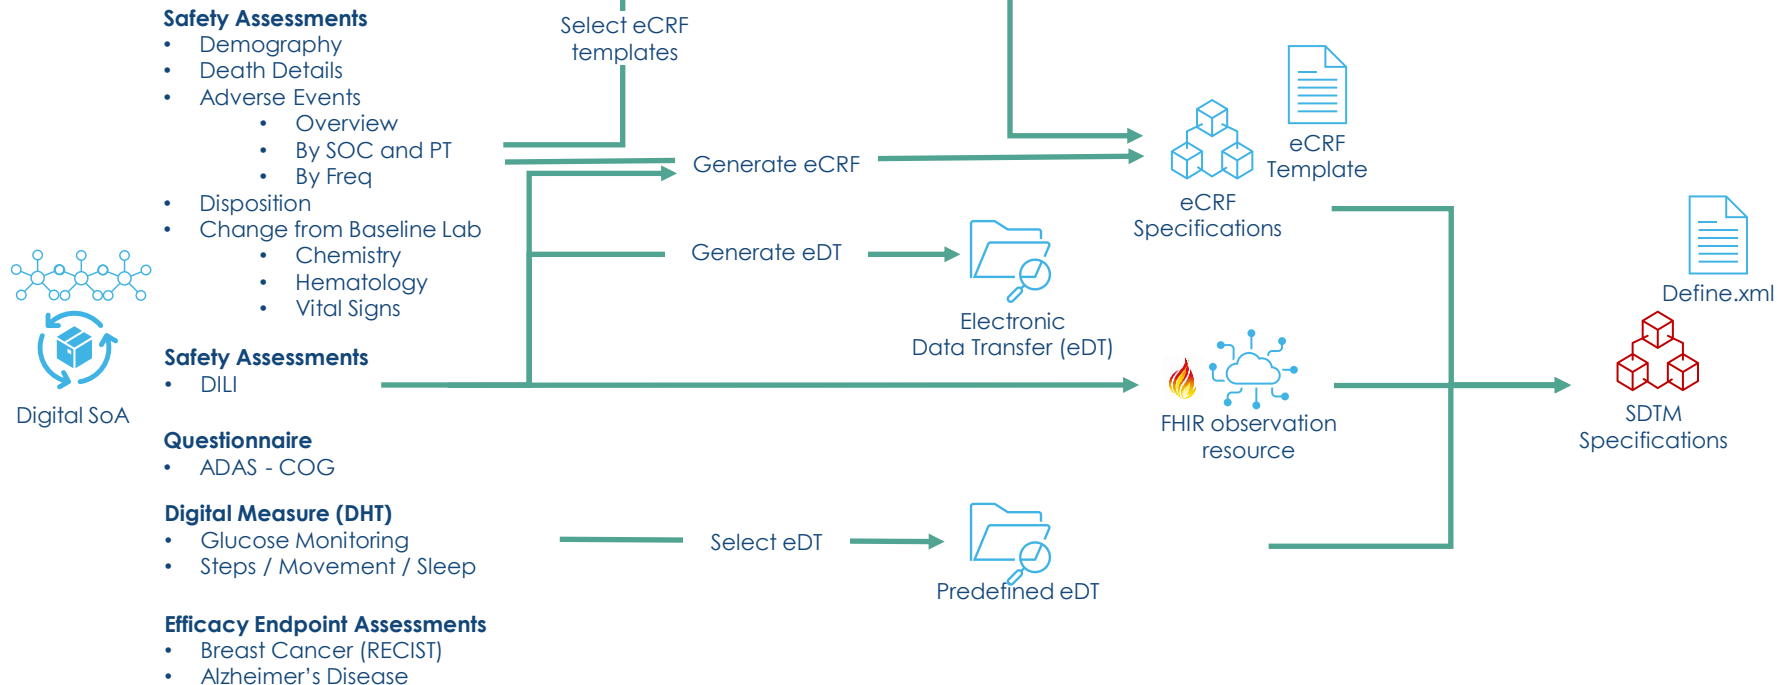 Safety Assessments
• Demography
• Death Details
• Adverse Events
• Overview
• By SOC and PT
• By Freq
• Disposition
• Change from Baseline Lab
• Chemistry
• Hematology
• Vital Signs
Safety Assessments
• DILI
Questionnaire
• ADAS - COG
Digital Measure (DHT)
• Glucose Monitoring
• Steps / Movement / Sleep
Efficacy Endpoint Assessments
• Breast Cancer (RECIST)
• Alzheimer's Disease
Digital SoA
Select eCRF
templates
Generate eCRF
Generate eDT
Electronic
Data Transfer (eDT)
Select eDT
Predefined eDT
eCRF
Specifications
eCRF
Template
FHIR observation
resource
Define.xml
SDTM
Specifications